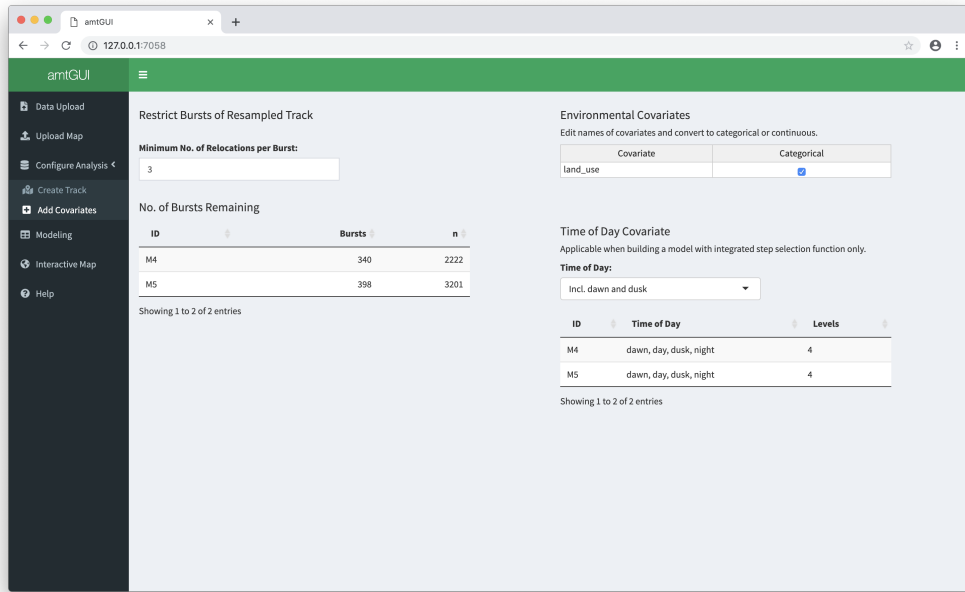 amtGUI
127.0.0.1:7058
amtGUI
Data Upload
Upload Map
Configure Analysis
Create Track
Add Covariates
Modeling
Interactive Map
Help
Restrict Bursts of Resampled Track
Minimum No. of Relocations per Burst:
3
No. of Bursts Remaining
ID Bursts n
M4 340 2222
M5 398 3201
Showing 1 to 2 of 2 entries
Environmental Covariates
Edit names of covariates and convert to categorical or continuous.
Covariate Categorical
land_use
Time of Day Covariate
Applicable when building a model with integrated step selection function only.
Time of Day:
Incl. dawn and dusk
ID Time of Day Levels
M4 dawn, day, dusk, night 4
M5 dawn, day, dusk, night 4
Showing 1 to 2 of 2 entries